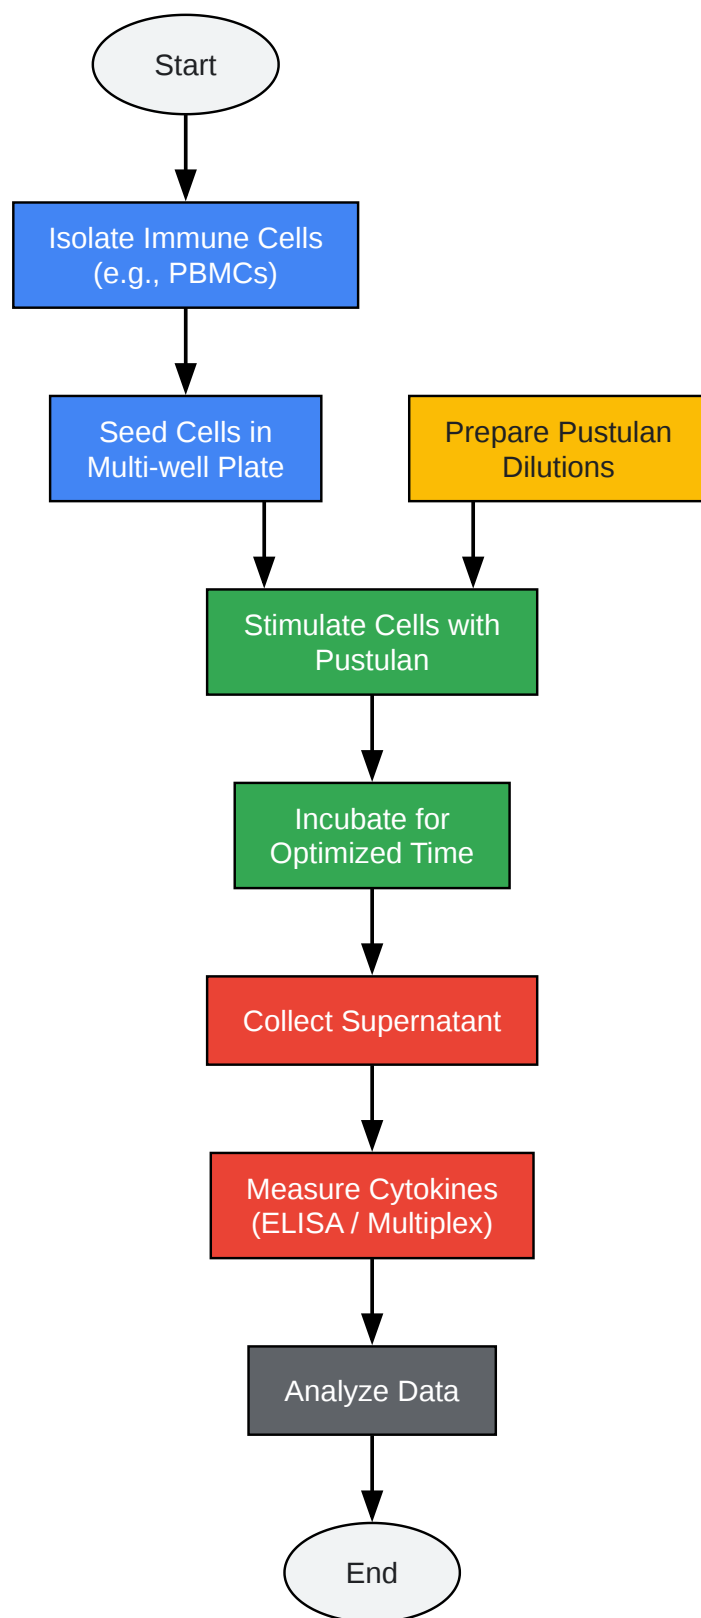 Start
Isolate Immune Cells
(e.g., PBMCs)
Seed Cells in
Multi-well Plate
Prepare Pustulan
Dilutions
Stimulate Cells with
Pustulan
Incubate for
Optimized Time
Collect Supernatant
Measure Cytokines
(ELISA / Multiplex)
Analyze Data
End